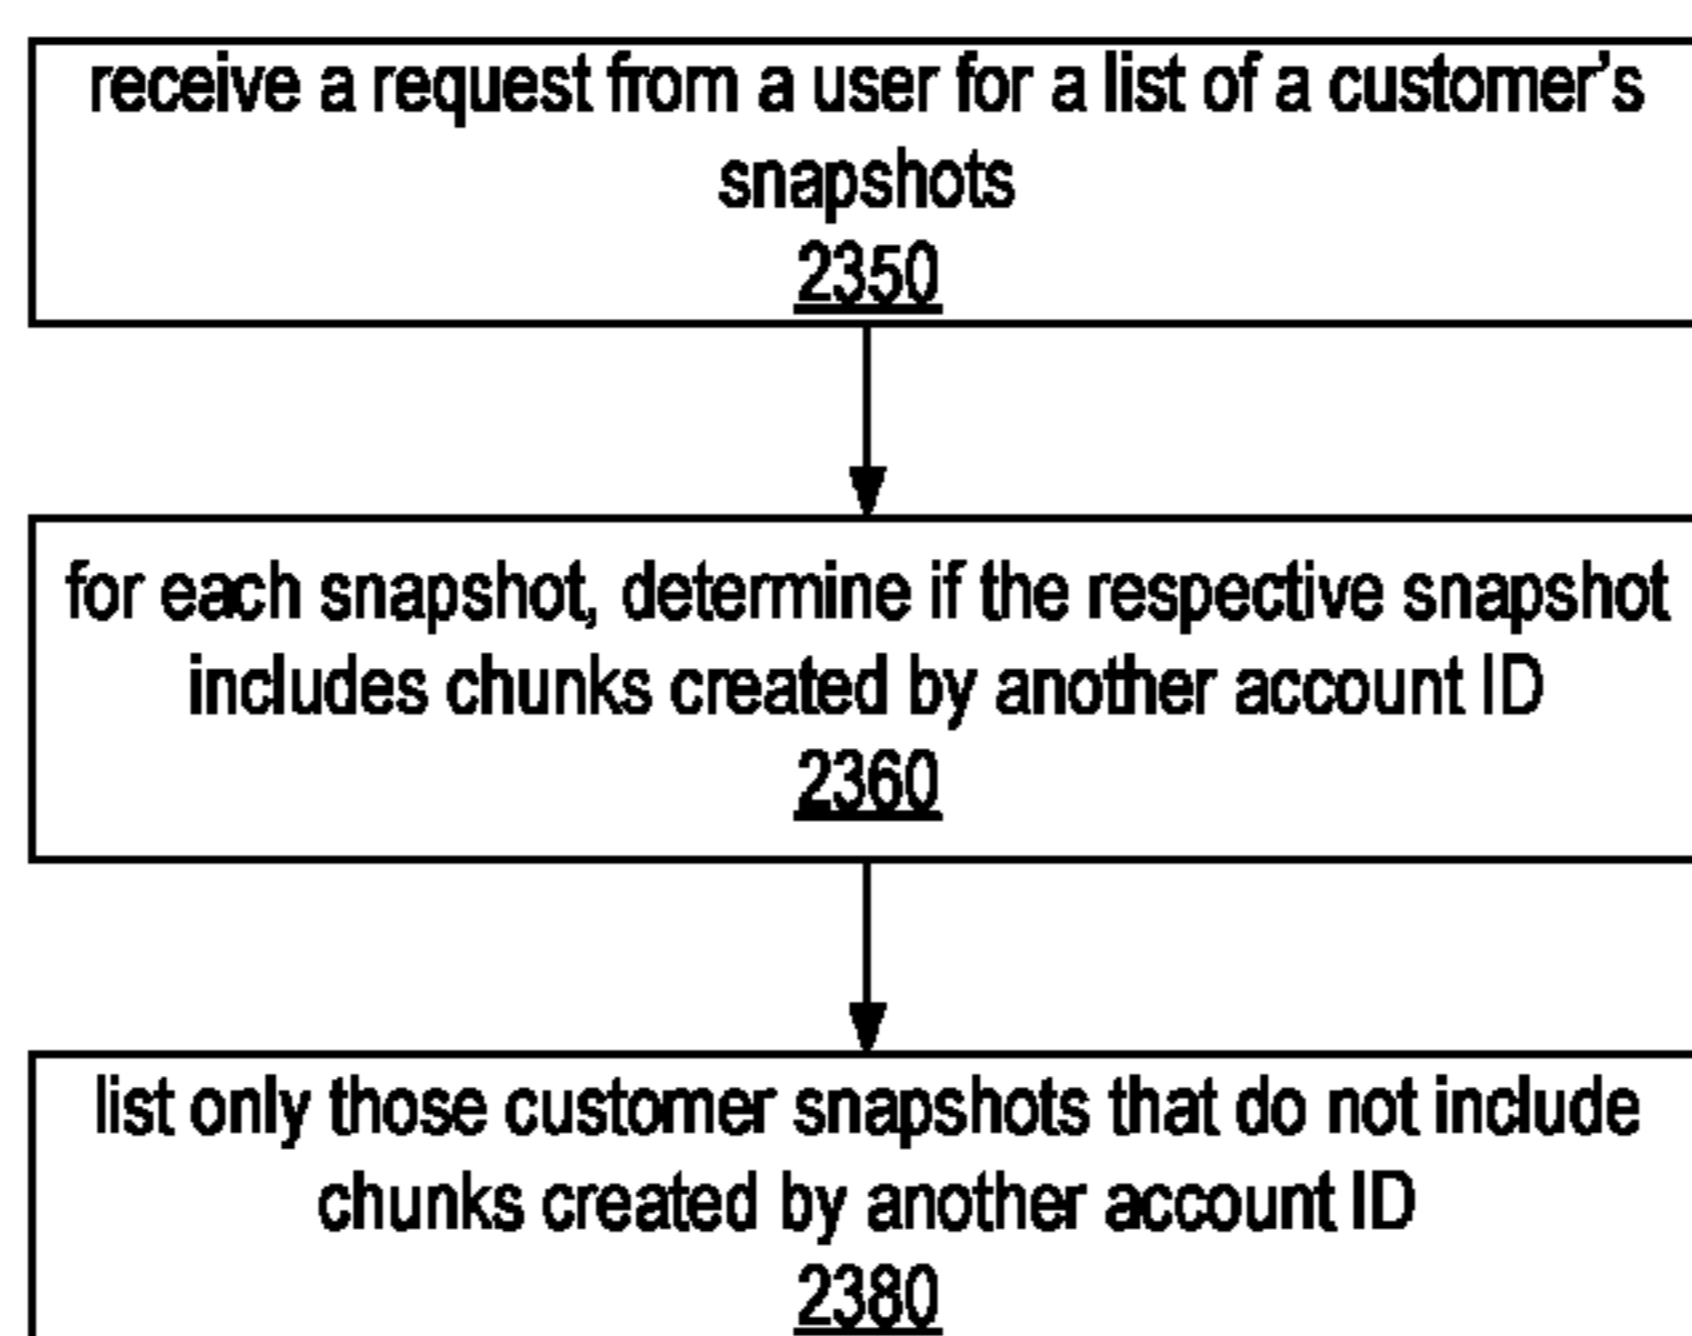 receive a request from a user for a list of a customer's
snapshots
2350
for each snapshot, determine if the respective snapshot
includes chunks created by another account ID
2360
list only those customer snapshots that do not include
chunks created by another account ID
2380